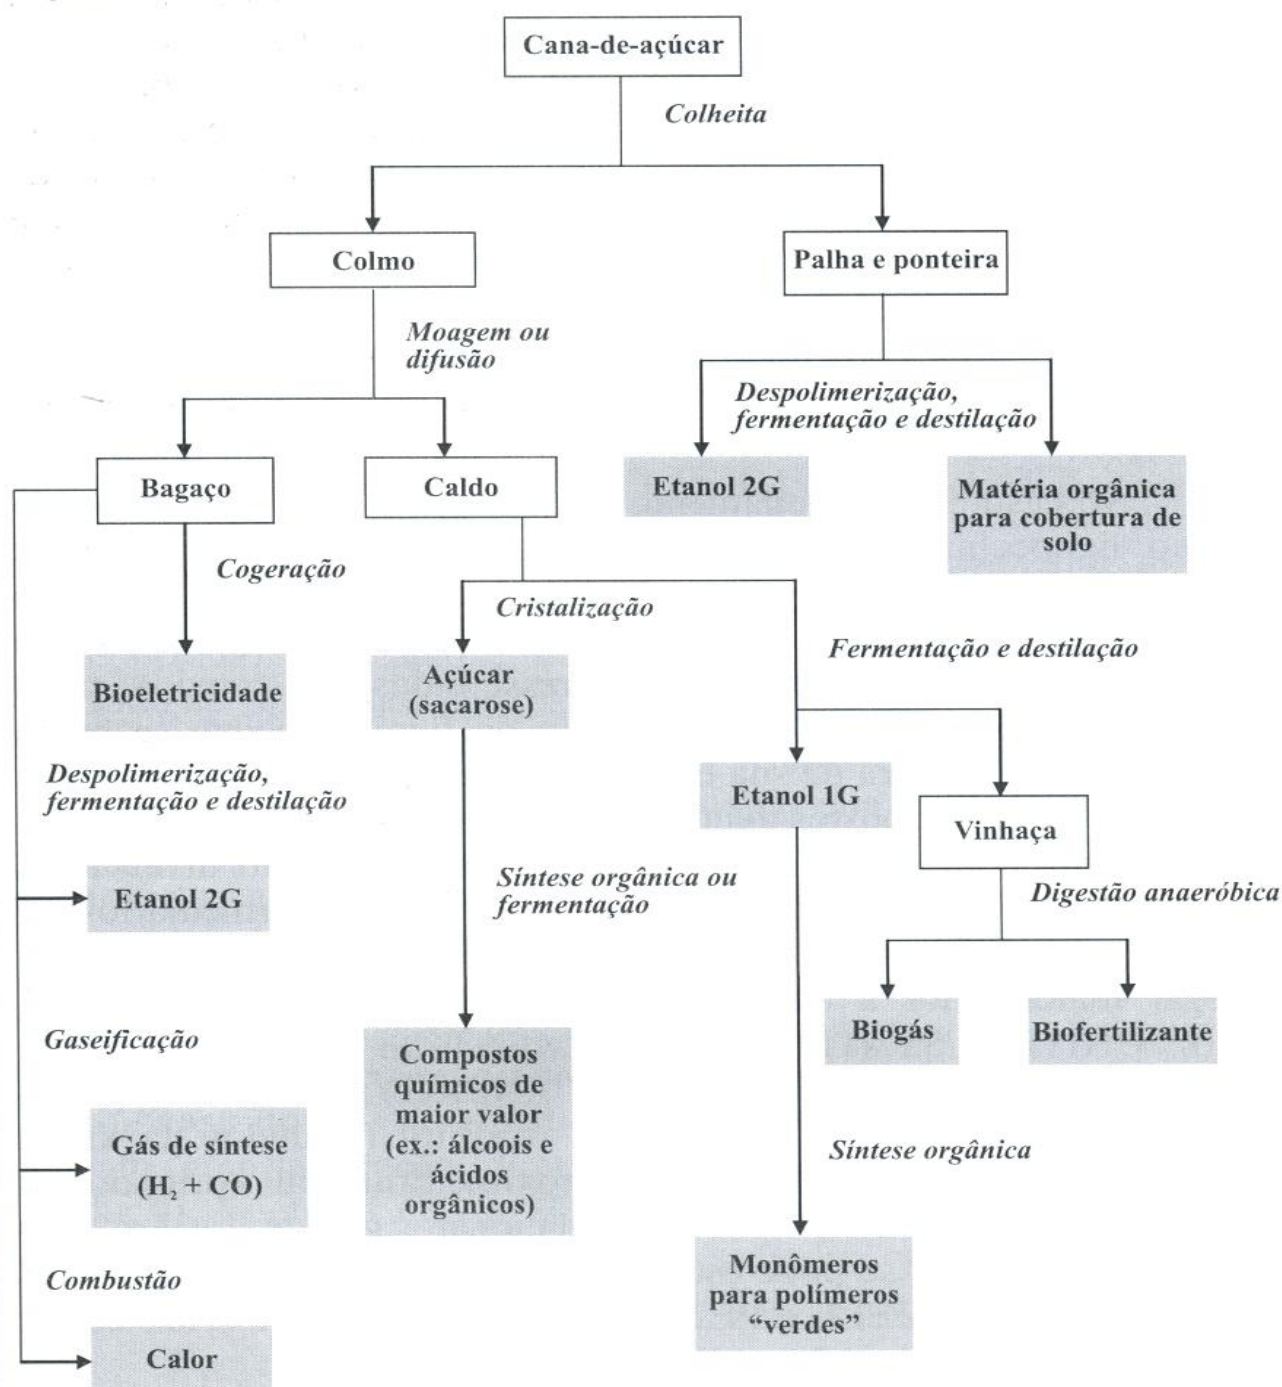 Cana-de-açúcar
Colheita
Colmo
Palha e ponteira
Moagem ou
difusão
Despolimerização,
fermentação e destilação
Bagaço
Caldo
Etanol 2G
Matéria orgânica
para cobertura de
solo
Cogeração
Cristalização
Fermentação e destilação
Bioeletricidade
Açúcar
(sacarose)
Despolimerização,
fermentação e destilação
Etanol 1G
Vinhaça
Etanol 2G
Síntese orgânica ou
fermentação
Digestão anaeróbica
Biogás
Biofertilizante
Gaseificação
Compostos
químicos de
maior valor
(ex.: álcoois e
ácidos
orgânicos)
Gás de síntese
(H₂ + CO)
Síntese orgânica
Combustão
Monômeros
para polímeros
“verdes”
Calor